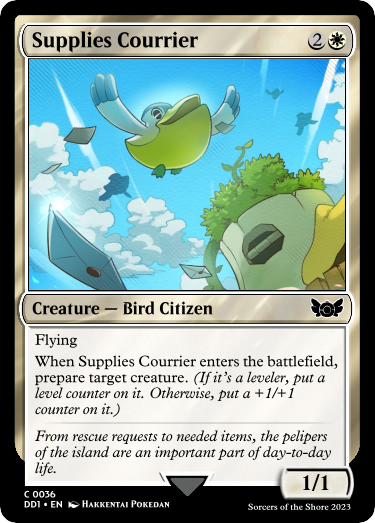 Supplies Courrier 2
Creature — Bird Citizen
Flying
When Supplies Courrier enters the battlefield,
prepare target creature. (If it's a leveler, put a
level counter on it. Otherwise, put a +1/+1
counter on it.)
From rescue requests to needed items, the pelipers
of the island are an important part of day-to-day
life.
1/1
C 0036
DD1 • EN Hakkentai Pokedan
Sorcers of the Shore 2023